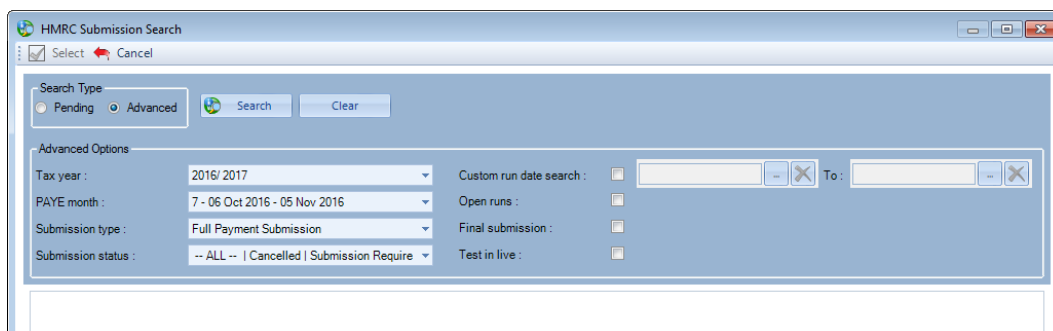 HMRC Submission Search
Select Cancel
Search Type
Pending Advanced Search Clear
Advanced Options
Tax year : 2016/ 2017 Custom run date search : ... To : ...
PAYE month : 7 - 06 Oct 2016 - 05 Nov 2016 Open runs :
Submission type : Full Payment Submission Final submission :
Submission status : -- ALL -- | Cancelled | Submission Require Test in live :